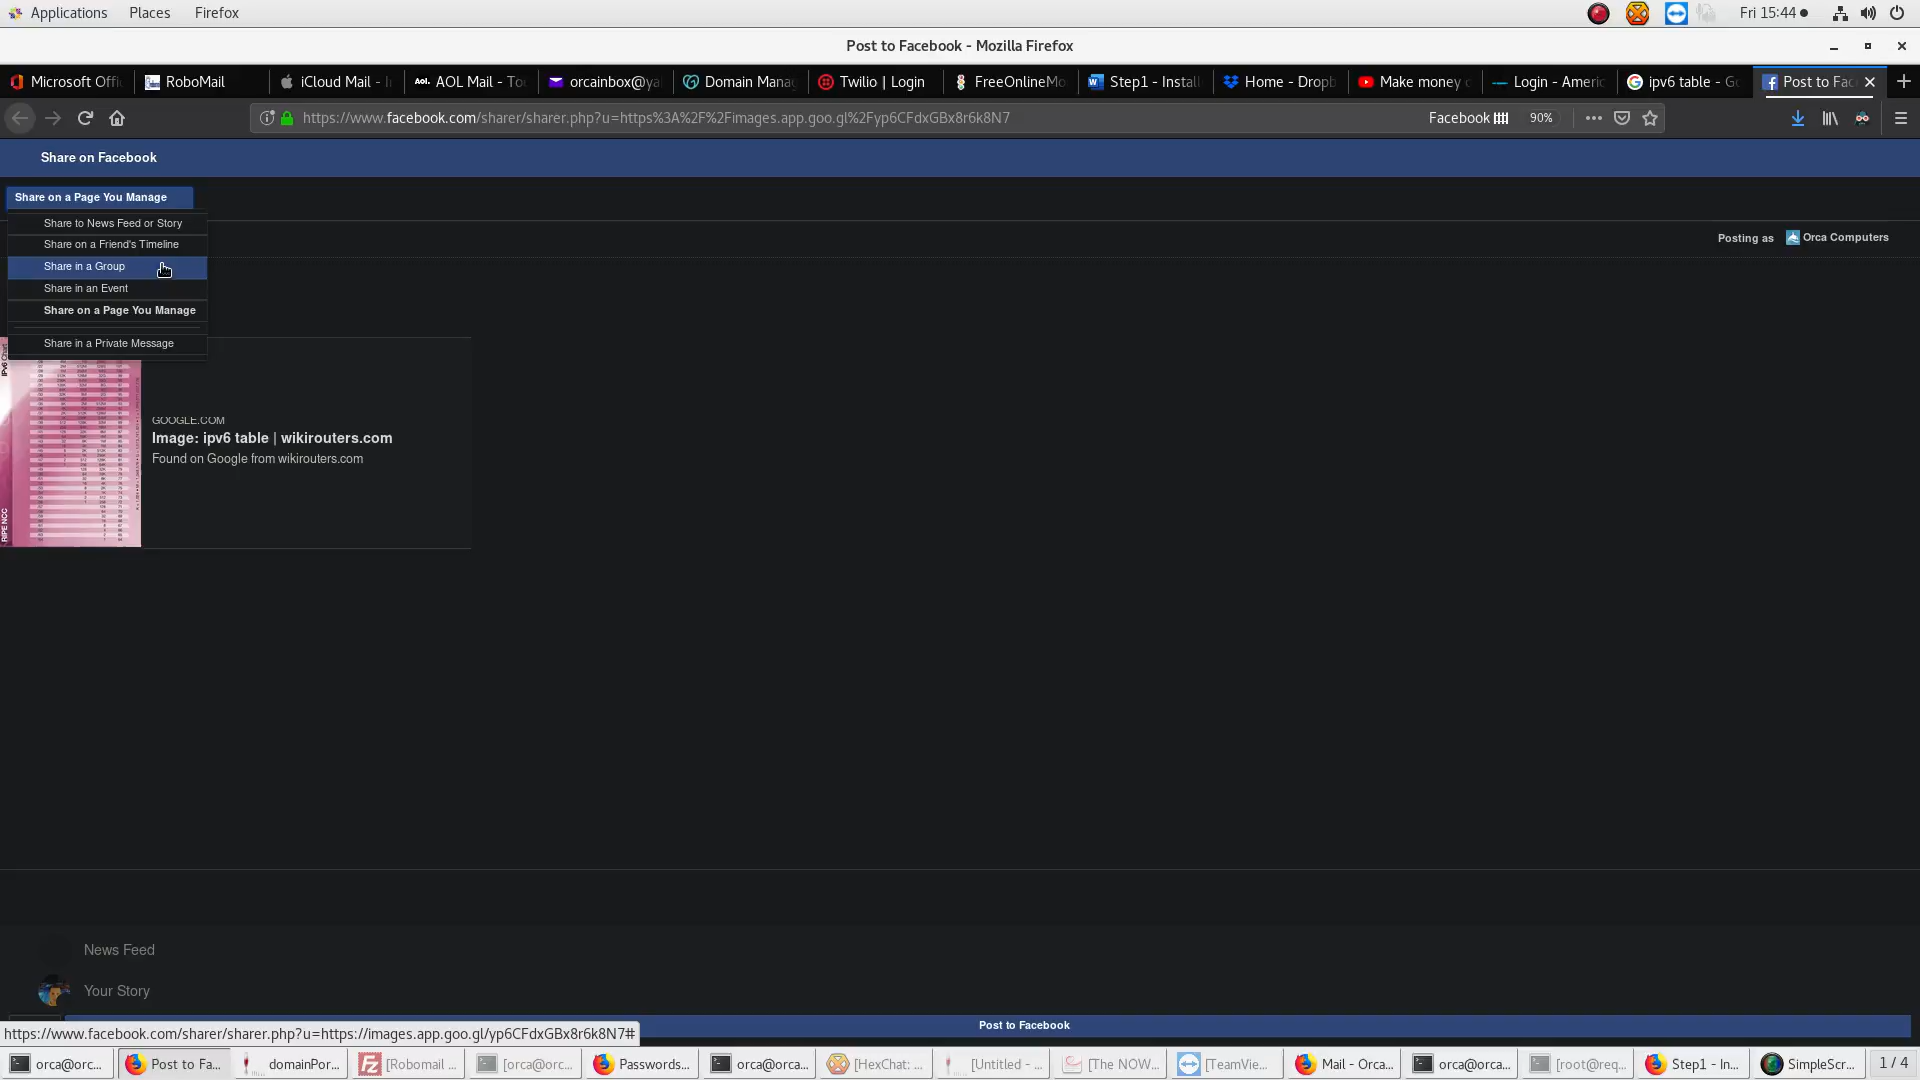 Applications Places Firefox Fri 15:44
Post to Facebook - Mozilla Firefox
Microsoft Offi RoboMail iCloud Mail - AOL Mail - To orcainbox@ya Domain Mana Twilio | Login FreeOnlineMo Step1 - Install Home - Dropb Make money Login - Ameri ipv6 table - G Post to Fac
https://www.facebook.com/sharer/sharer.php?u=https%3A%2F%2Fimages.app.goo.gl%2Fyp6CFdxGBx8r6k8N7 Facebook 90%
Share on Facebook
Share on a Page You Manage
Share to News Feed or Story
Posting as Orca Computers
Share on a Friend's Timeline
Share in a Group
Share in an Event
Share on a Page You Manage
Share in a Private Message
IPv6 Chart
RIPE NCC
GOOGLE.COM
Image: ipv6 table | wikirouters.com
Found on Google from wikirouters.com
News Feed
Your Story
Post to Facebook
https://www.facebook.com/sharer/sharer.php?u=https://images.app.goo.gl/yp6CFdxGBx8r6k8N7#
orca@orc... Post to Fa... domainPor... [Robomail ... [orca@orc... Passwords... orca@orca... [HexChat: ... [Untitled - ... [The NOW... [TeamVie... Mail - Orca... orca@orca... [root@req... Step1 - In... SimpleScr... 1 / 4